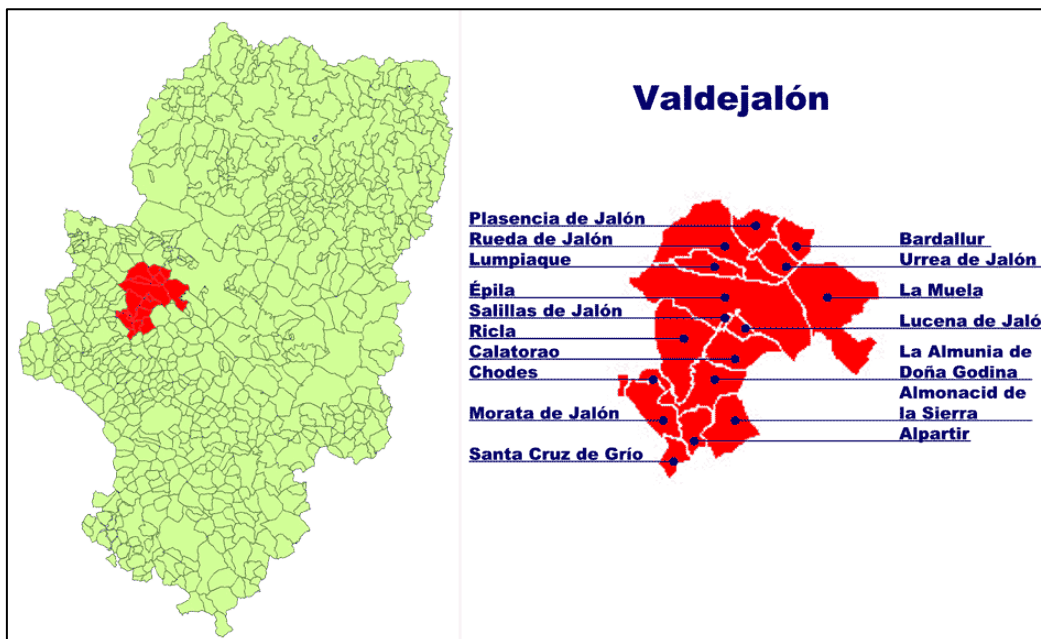 Valdejalón
Plasencia de Jalón
Rueda de Jalón
Lumpiaque
Épila
Salillas de Jalón
Ricla
Calatorao
Chodes
Morata de Jalón
Santa Cruz de Grío
Bardallur
Urrea de Jalón
La Muela
Lucena de Jaló
La Almunia de
Doña Godina
Almonacid de
la Sierra
Alpartir